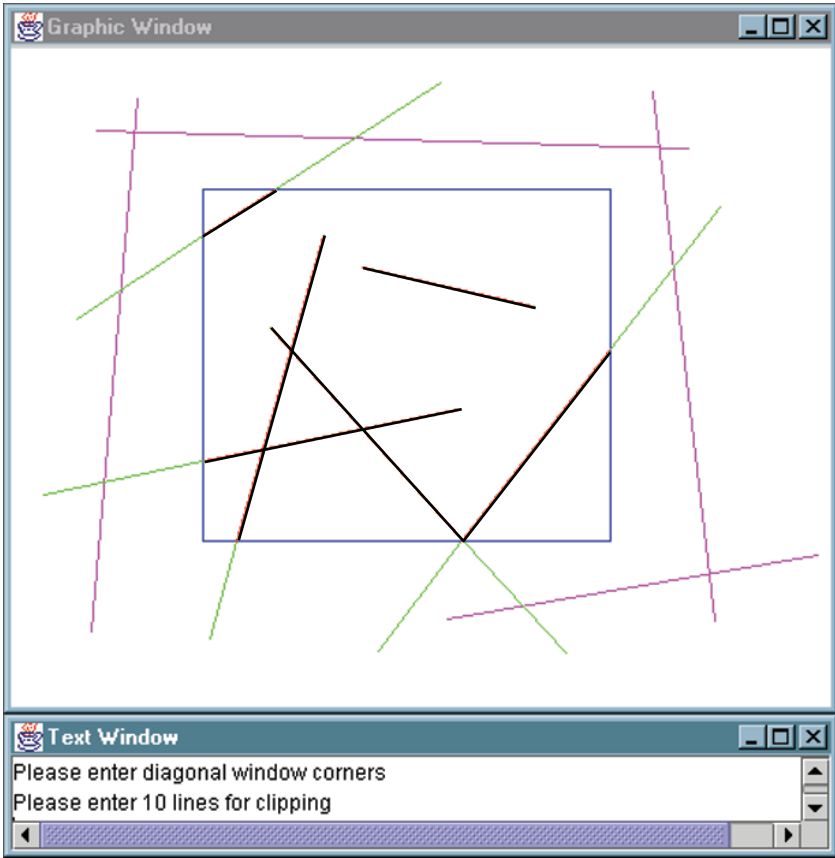 Graphic Window
Text Window
Please enter diagonal window corners
Please enter 10 lines for clipping